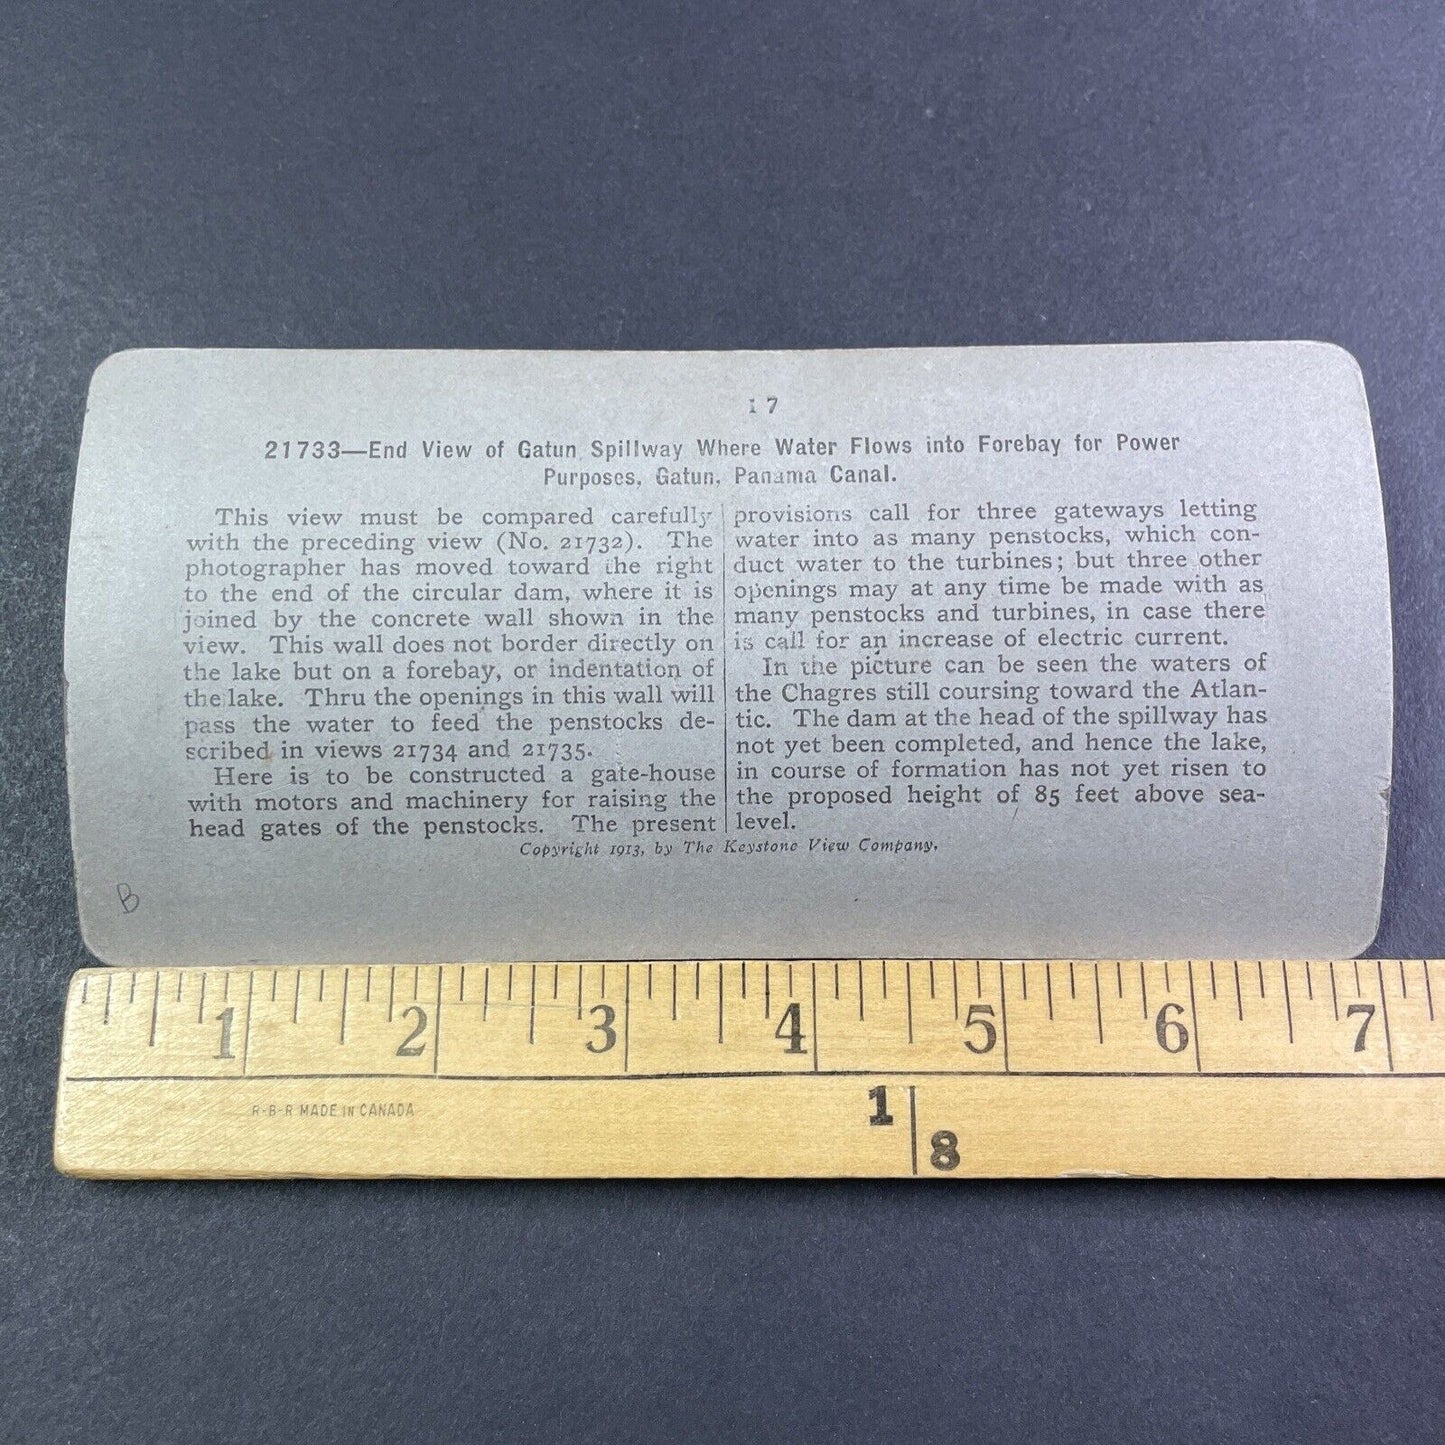 17
21733—End View of Gatun Spillway Where Water Flows into Forebay for Power
Purposes, Gatun, Panama Canal.
This view must be compared carefully
with the preceding view (No. 21732). The
photographer has moved toward the right
to the end of the circular dam, where it is
joined by the concrete wall shown in the
view. This wall does not border directly on
the lake but on a forebay, or indentation of
the lake. Thru the openings in this wall will
pass the water to feed the penstocks de-
scribed in views 21734 and 21735.
Here is to be constructed a gate-house
with motors and machinery for raising the
head gates of the penstocks. The present
provisions call for three gateways letting
water into as many penstocks, which con-
duct water to the turbines; but three other
openings may at any time be made with as
many penstocks and turbines, in case there
is call for an increase of electric current.
In the picture can be seen the waters of
the Chagres still coursing toward the Atlan-
tic. The dam at the head of the spillway has
not yet been completed, and hence the lake,
in course of formation has not yet risen to
the proposed height of 85 feet above sea-
level.
Copyright 1913, by The Keystone View Company.
B
1 2 3 4 5 6 7
R-B-R MADE IN CANADA
1
8